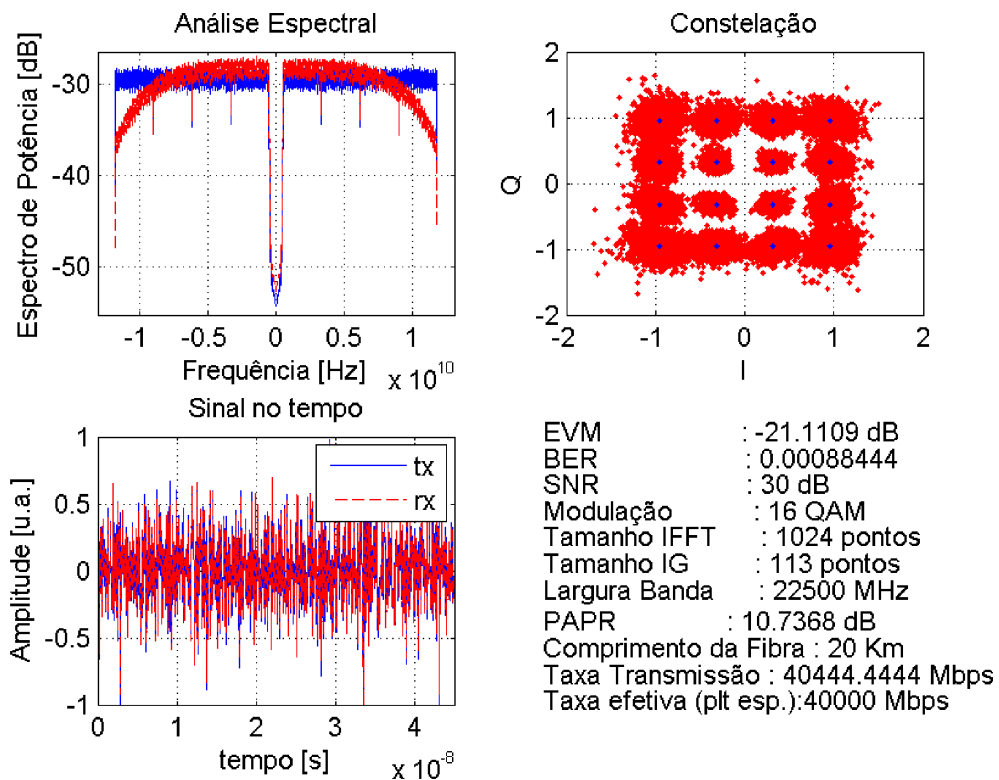 Análise Espectral
Espectro de Potência [dB]
-30
-40
-50
-1
-0.5
0
0.5
1
Frequência [Hz]
x 10^10
Constelação
Q
2
1
0
-1
-2
-2
-1
0
1
2
I
Sinal no tempo
Amplitude [u.a.]
1
0.5
0
-0.5
-1
tx
rx
0
1
2
3
4
tempo [s]
x 10^-8
EVM : -21.1109 dB
BER : 0.00088444
SNR : 30 dB
Modulação : 16 QAM
Tamanho IFFT : 1024 pontos
Tamanho IG : 113 pontos
Largura Banda : 22500 MHz
PAPR : 10.7368 dB
Comprimento da Fibra : 20 Km
Taxa Transmissão : 40444.4444 Mbps
Taxa efetiva (plt esp.):40000 Mbps